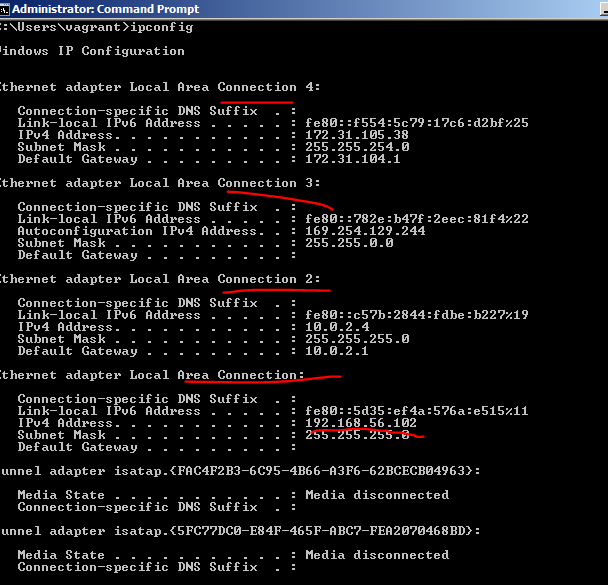 Administrator: Command Prompt
C:\Users\vagrant>ipconfig
Windows IP Configuration
Ethernet adapter Local Area Connection 4:
Connection-specific DNS Suffix . :
Link-local IPv6 Address . . . . . : fe80::f554:5c79:17c6:d2bf%25
IPv4 Address. . . . . . . . . . . : 172.31.105.38
Subnet Mask . . . . . . . . . . . : 255.255.254.0
Default Gateway . . . . . . . . . : 172.31.104.1
Ethernet adapter Local Area Connection 3:
Connection-specific DNS Suffix . :
Link-local IPv6 Address . . . . . : fe80::782e:b47f:2eec:81f4%22
Autoconfiguration IPv4 Address. . : 169.254.129.244
Subnet Mask . . . . . . . . . . . : 255.255.0.0
Default Gateway . . . . . . . . . :
Ethernet adapter Local Area Connection 2:
Connection-specific DNS Suffix . :
Link-local IPv6 Address . . . . . : fe80::c57b:2844:fdbe:b227%19
IPv4 Address. . . . . . . . . . . : 10.0.2.4
Subnet Mask . . . . . . . . . . . : 255.255.255.0
Default Gateway . . . . . . . . . : 10.0.2.1
Ethernet adapter Local Area Connection:
Connection-specific DNS Suffix . :
Link-local IPv6 Address . . . . . : fe80::5d35:ef4a:576a:e515%11
IPv4 Address. . . . . . . . . . . : 192.168.56.102
Subnet Mask . . . . . . . . . . . : 255.255.255.0
Default Gateway . . . . . . . . . :
Tunnel adapter isatap.{FAC4F2B3-6C95-4B66-A3F6-62BCECB04963}:
Media State . . . . . . . . . . . : Media disconnected
Connection-specific DNS Suffix . :
Tunnel adapter isatap.{5FC77DC0-E84F-465F-ABC7-FEA2070468BD}:
Media State . . . . . . . . . . . : Media disconnected
Connection-specific DNS Suffix . :